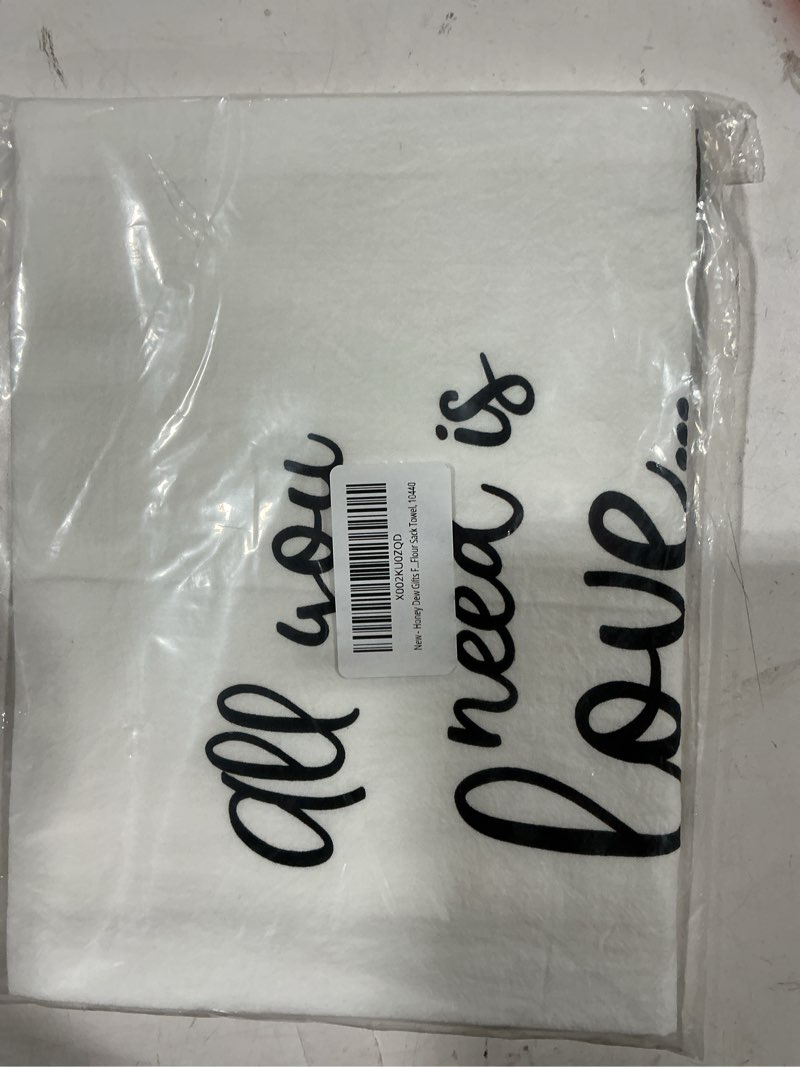 all you
need is
love...
X002KU0ZQD
New - Honey Dew Gifts F...Flour Sack Towel, 10440